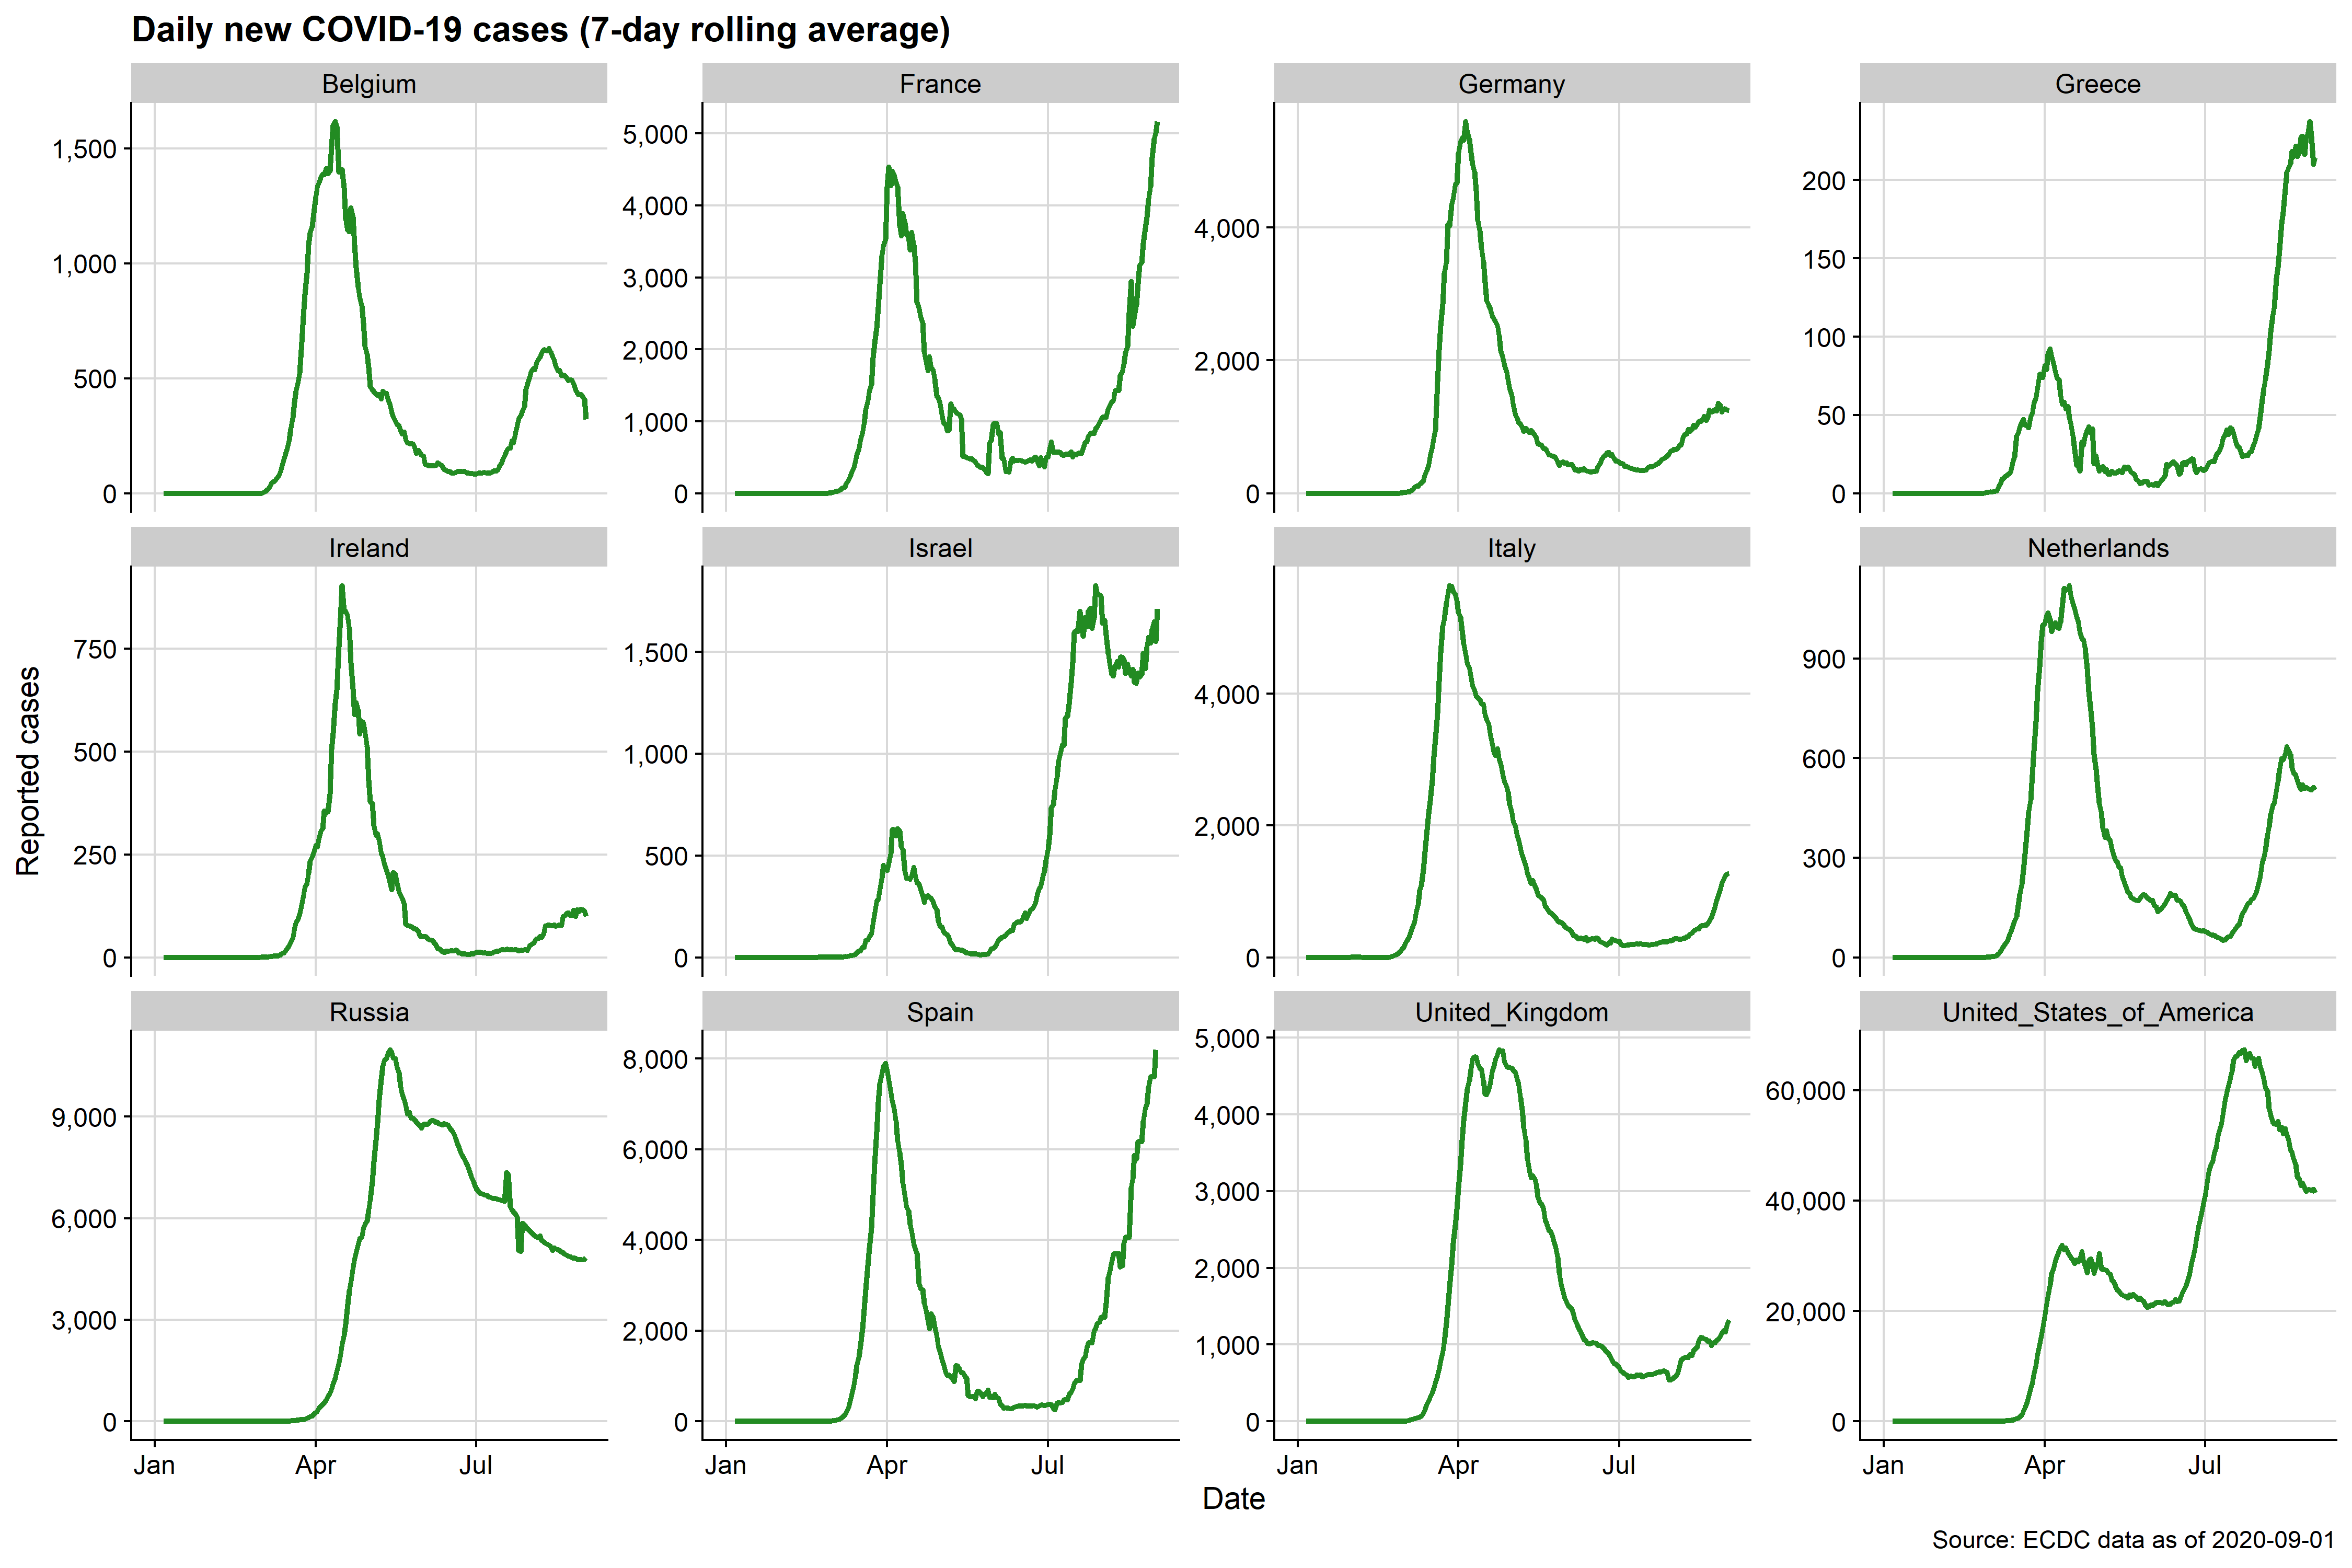 Daily new COVID-19 cases (7-day rolling average)
Belgium
France
Germany
Greece
1,500
1,000
500
0
5,000
4,000
3,000
2,000
1,000
0
4,000
2,000
0
200
150
100
50
0
Ireland
Israel
Italy
Netherlands
750
500
250
0
1,500
1,000
500
0
4,000
2,000
0
900
600
300
0
Russia
Spain
United_Kingdom
United_States_of_America
9,000
6,000
3,000
0
8,000
6,000
4,000
2,000
0
5,000
4,000
3,000
2,000
1,000
0
60,000
40,000
20,000
0
Jan Apr Jul
Jan Apr Jul
Jan Apr Jul
Jan Apr Jul
Reported cases
Date
Source: ECDC data as of 2020-09-01